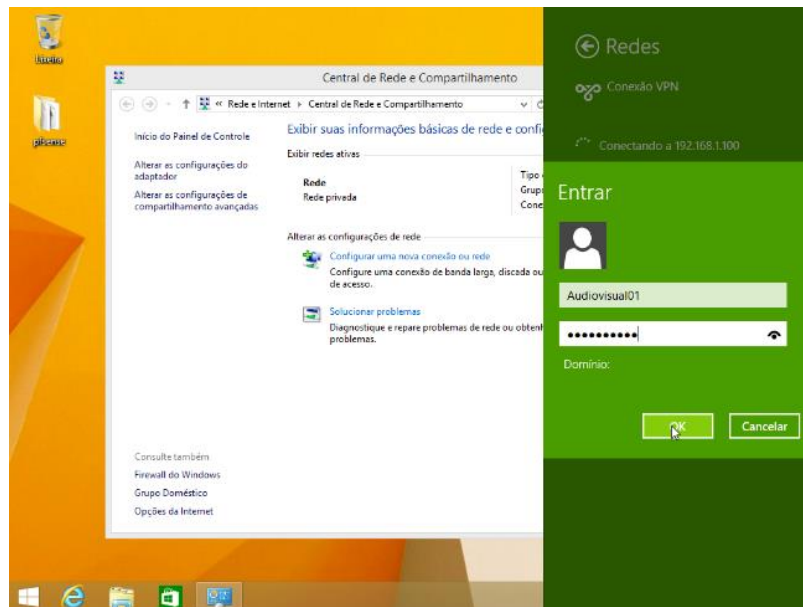 Lixeira
pfsense
Central de Rede e Compartilhamento
« Rede e Internet ▸ Central de Rede e Compartilhamento
Início do Painel de Controle
Alterar as configurações do
adaptador
Alterar as configurações de
compartilhamento avançadas
Exibir suas informações básicas de rede e confi
Exibir redes ativas
Rede
Rede privada
Tipo
Grup
Cone
Alterar as configurações de rede
Configurar uma nova conexão ou rede
Configure uma conexão de banda larga, discada ou
de acesso.
Solucionar problemas
Diagnostique e repare problemas de rede ou obtenh
problemas.
Consulte também
Firewall do Windows
Grupo Doméstico
Opções da Internet
Redes
Conexão VPN
Conectando a 192.168.1.100
Entrar
Audiovisual01
••••••••••
Domínio:
OK
Cancelar